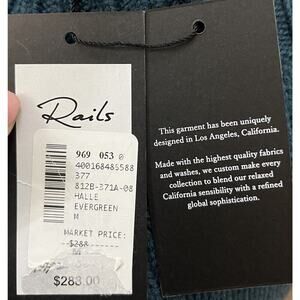 Rails
969 053 0
400168485588
377
812B-371A-08
HALLE
EVERGREEN
M
MARKET PRICE:
$288
$283.00
This garment has been uniquely
designed in Los Angeles, California.
Made with the highest quality fabrics
and washes, we custom make every
collection to blend our relaxed
California sensibility with a refined
global sophistication.